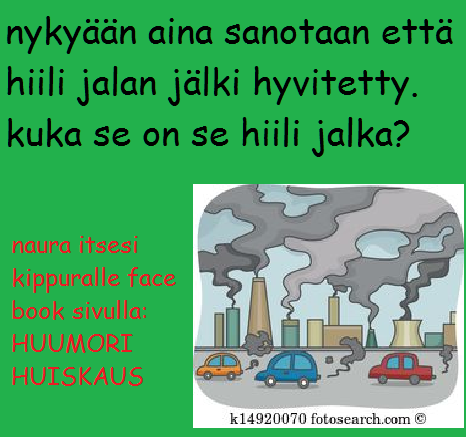 nykyään aina sanotaan että
hiili jalan jälki hyvitetty.
kuka se on se hiili jalka?
naura itsesi
kippuralle face
book sivulla:
HUUMORI
HUISKAUS
k14920070 fotosearch.com ©